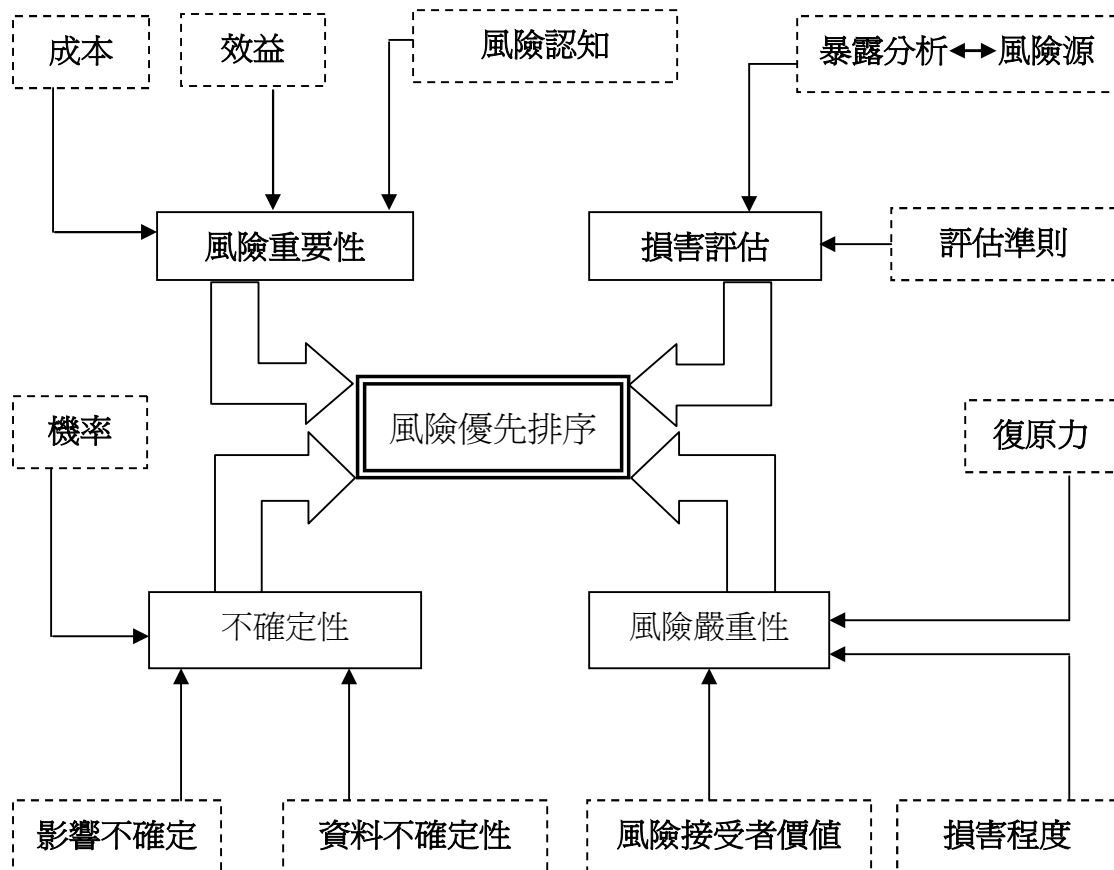 成本
效益
風險認知
暴露分析↔風險源
風險重要性
損害評估
評估準則
風險優先排序
機率
復原力
不確定性
風險嚴重性
影響不確定
資料不確定性
風險接受者價值
損害程度